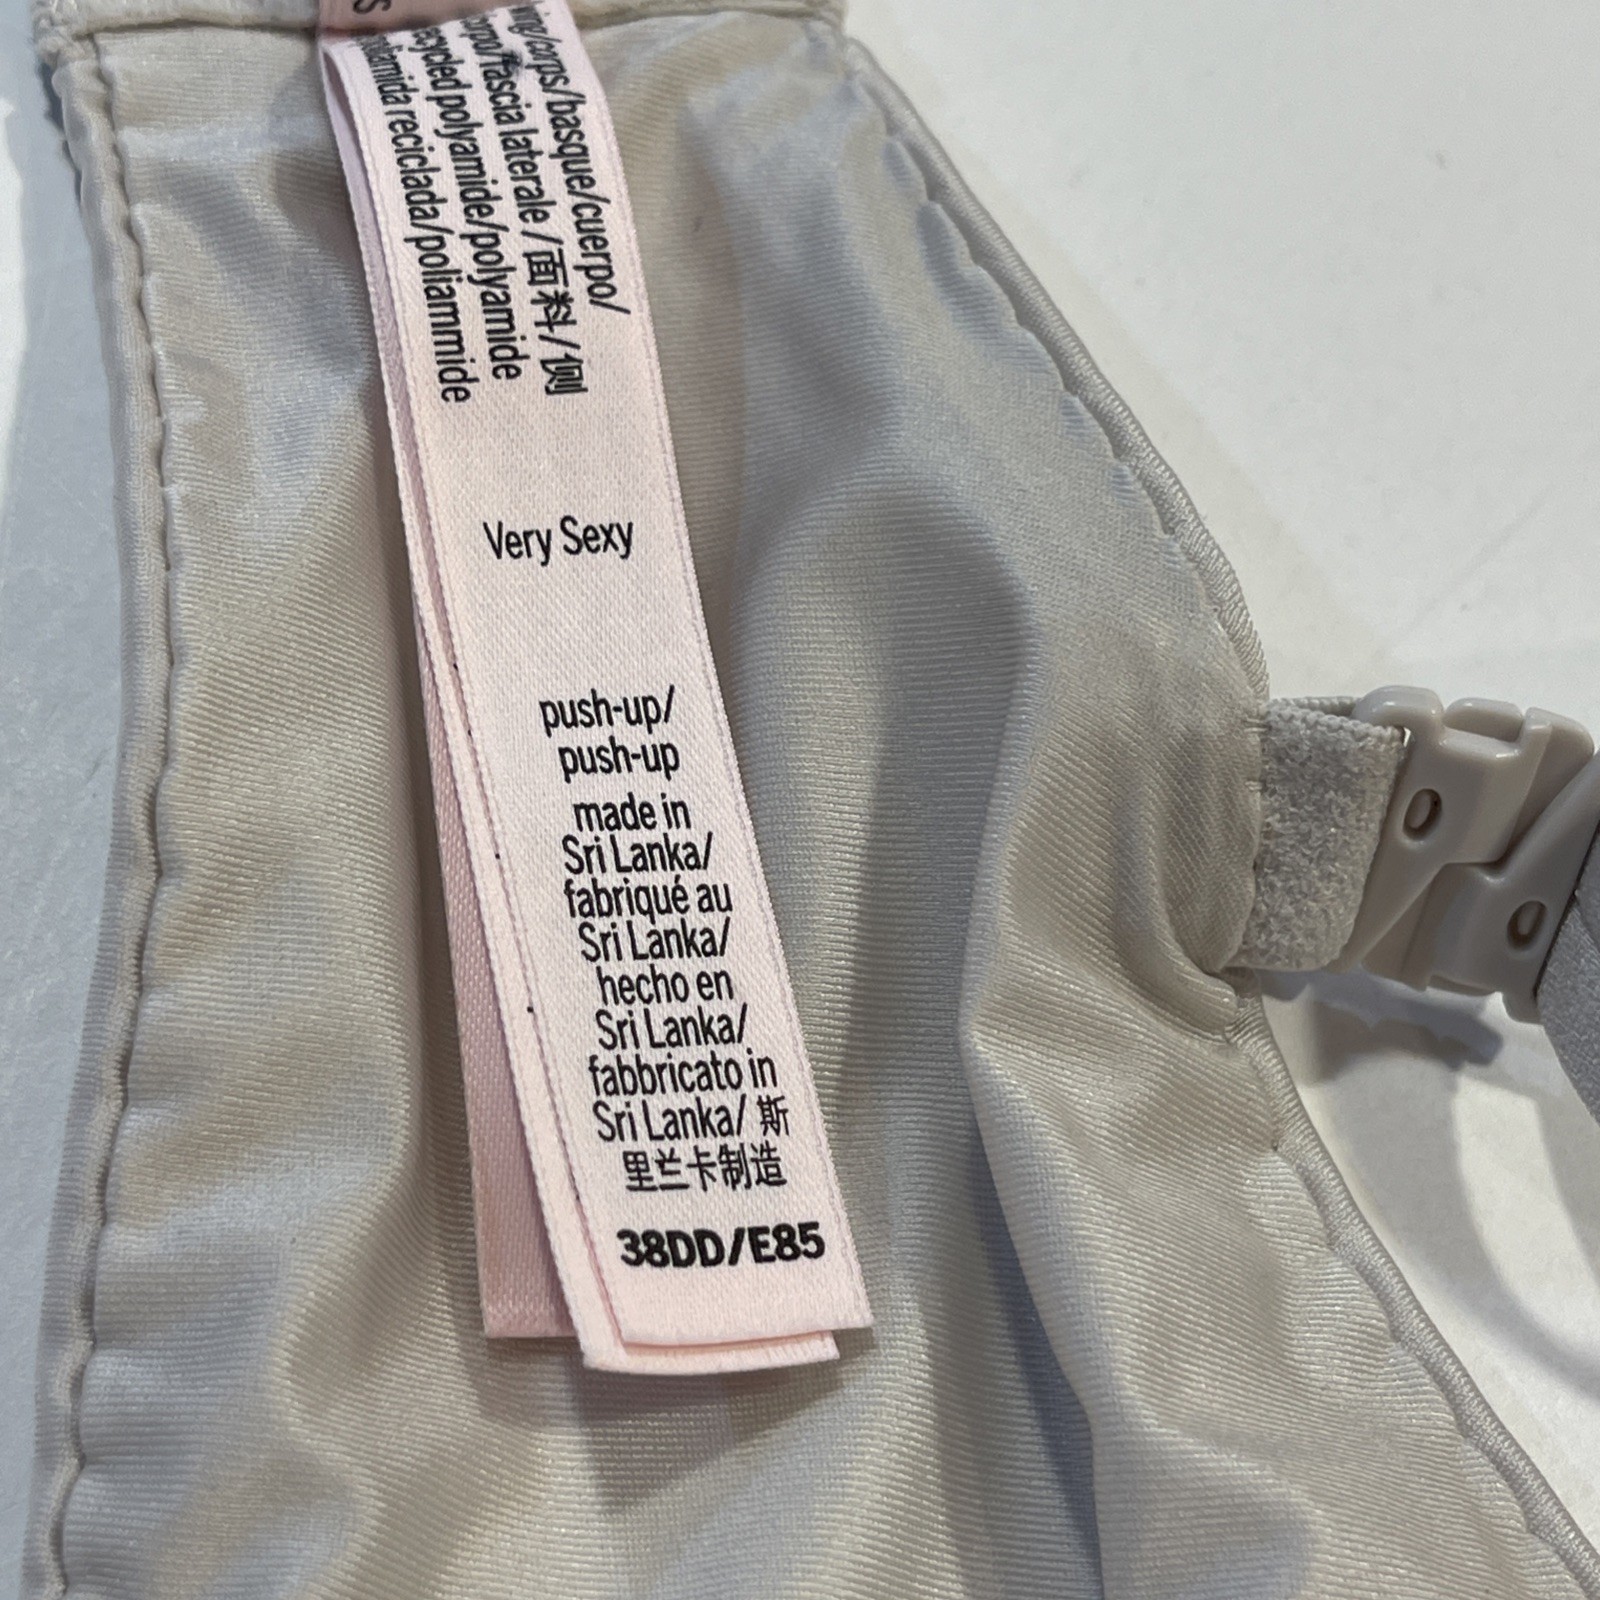 wing/corps/basque/cuerpo/
corpo/fascia laterale/面料/侧
recycled polyamide/polyamide
poliamida reciclada/poliammide
Very Sexy
push-up/
push-up
made in
Sri Lanka/
fabriqué au
Sri Lanka/
hecho en
Sri Lanka/
fabbricato in
Sri Lanka/ 斯
里兰卡制造
38DD/E85